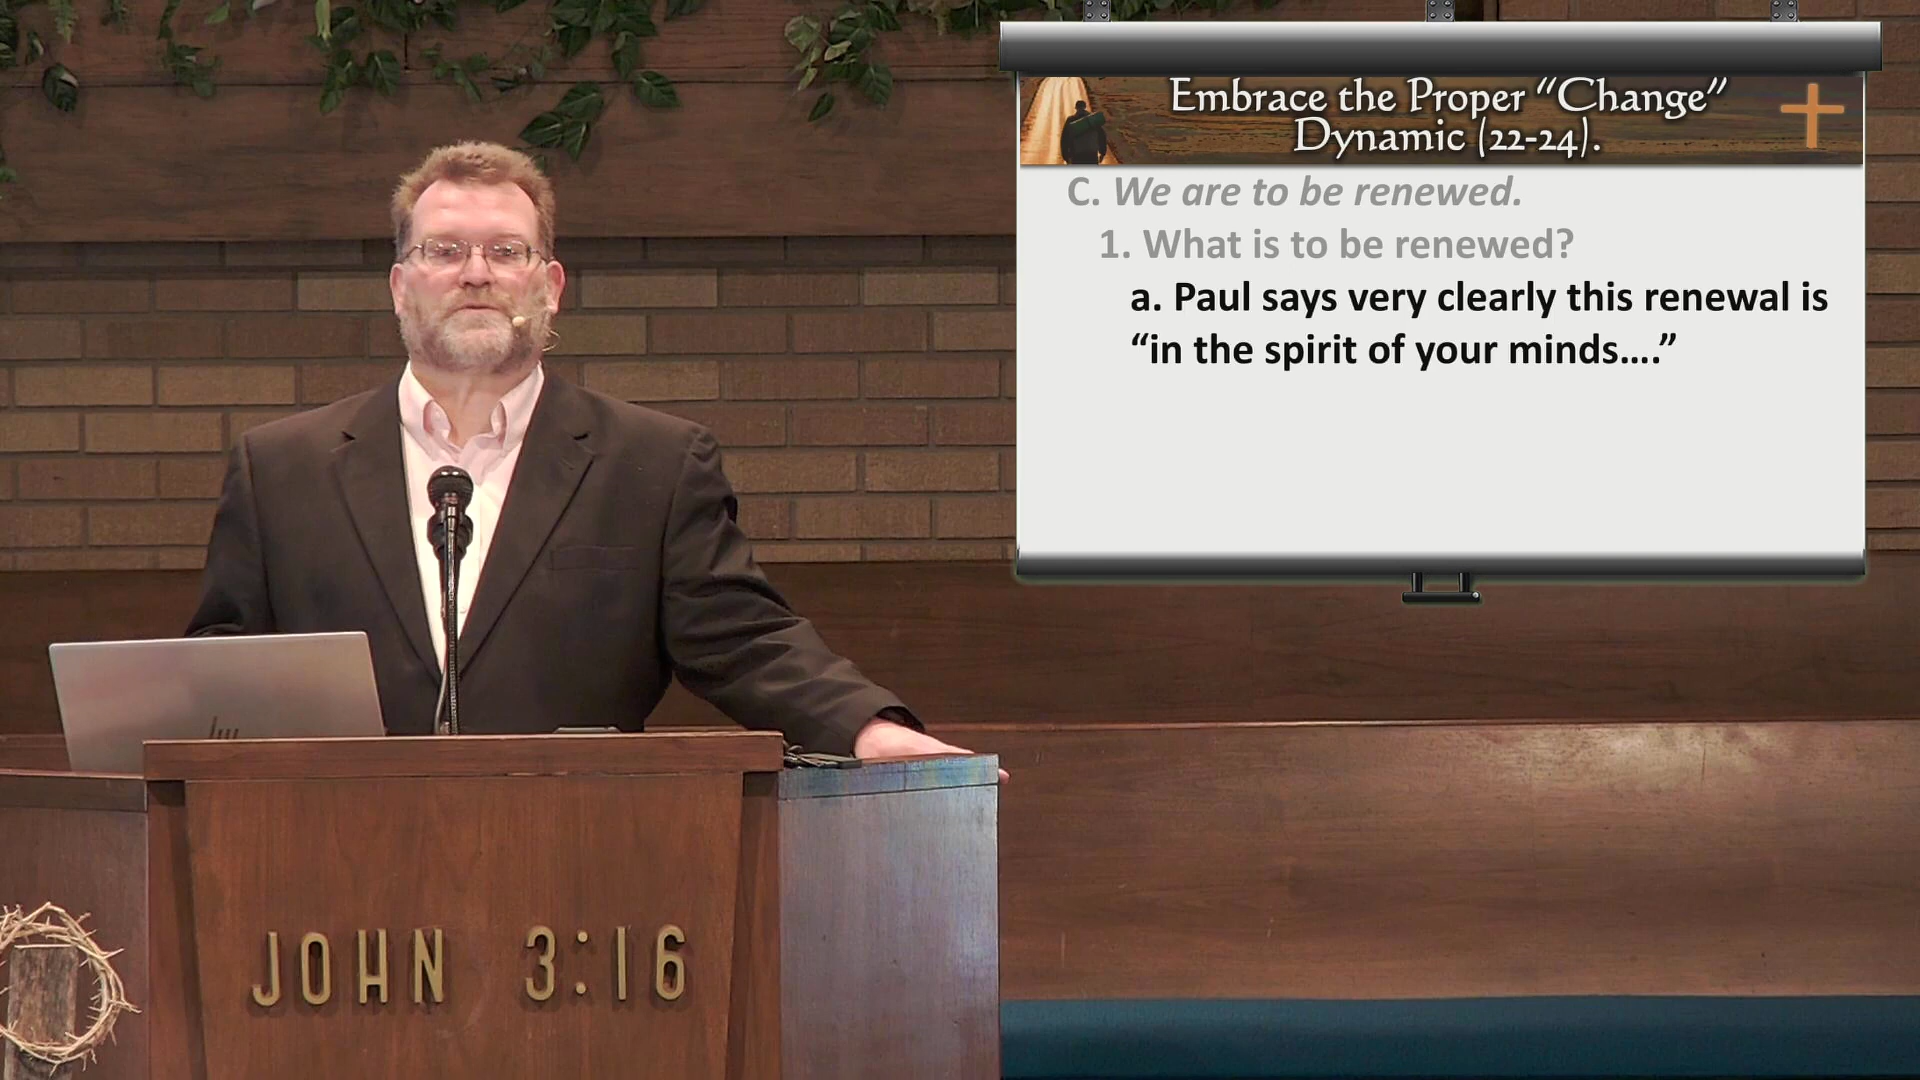 Embrace the Proper “Change”
Dynamic (22-24).
C. We are to be renewed.
1. What is to be renewed?
a. Paul says very clearly this renewal is
“in the spirit of your minds....”
JOHN 3:16